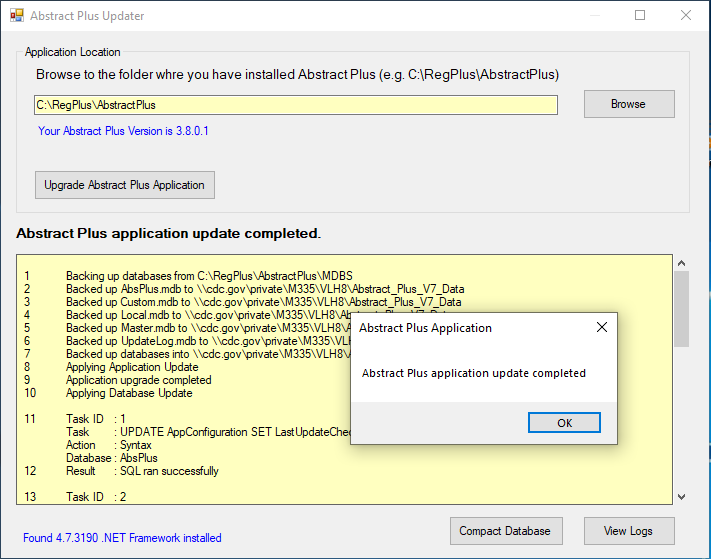 Abstract Plus Updater
Application Location
Browse to the folder whre you have installed Abstract Plus (e.g. C:\RegPlus\AbstractPlus)
C:\RegPlus\AbstractPlus
Browse
Your Abstract Plus Version is 3.8.0.1
Upgrade Abstract Plus Application
Abstract Plus application update completed.
1 Backing up databases from C:\RegPlus\AbstractPlus\MDBS
2 Backed up AbsPlus.mdb to \\cdc.gov\private\M335\VLH8\Abstract_Plus_V7_Data
3 Backed up Custom.mdb to \\cdc.gov\private\M335\VLH8\Abstract_Plus_V7_Data
4 Backed up Local.mdb to \\cdc.gov\private\M335\VLH8\Abstract_Plus_V7_Data
5 Backed up Master.mdb to \\cdc.gov\private\M335\VLH8\A
6 Backed up UpdateLog.mdb to \\cdc.gov\private\M335\VLH8\
7 Backed up databases into \\cdc.gov\private\M335\VLH8\A
8 Applying Application Update
9 Application upgrade completed
10 Applying Database Update
11 Task ID : 1
Task : UPDATE AppConfiguration SET LastUpdateChec
Action : Syntax
Database : AbsPlus
12 Result : SQL ran successfully
13 Task ID : 2
Abstract Plus Application
Abstract Plus application update completed
OK
Found 4.7.3190 .NET Framework installed
Compact Database
View Logs